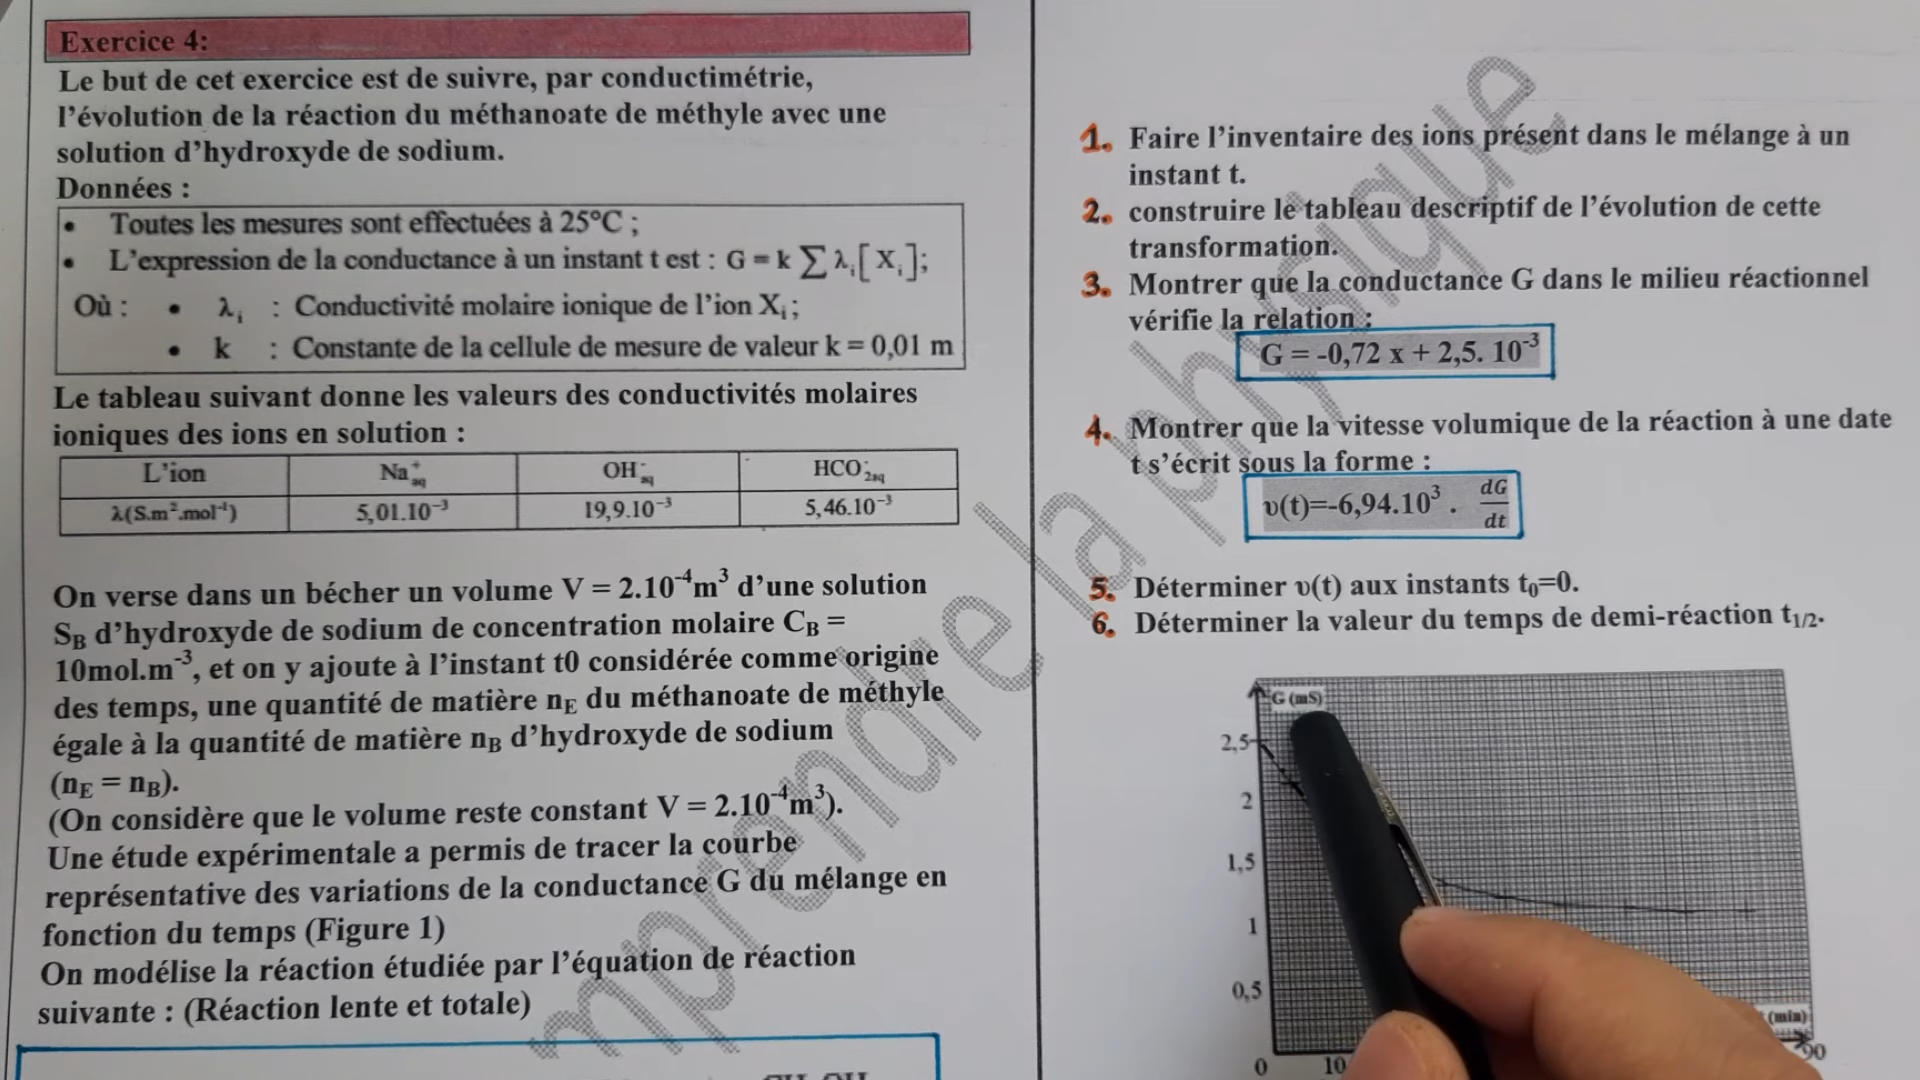 Exercice 4:
Le but de cet exercice est de suivre, par conductimétrie,
l'évolution de la réaction du méthanoate de méthyle avec une
solution d'hydroxyde de sodium.
Données :
• Toutes les mesures sont effectuées à 25°C ;
• L'expression de la conductance à un instant t est : G = k ∑ λᵢ[Xᵢ];
Où : • λᵢ : Conductivité molaire ionique de l'ion Xᵢ ;
• k : Constante de la cellule de mesure de valeur k = 0,01 m
Le tableau suivant donne les valeurs des conductivités molaires
ioniques des ions en solution :
L'ion Na⁺aq OH⁻aq HCO₂⁻aq
λ(S.m².mol⁻¹) 5,01.10⁻³ 19,9.10⁻³ 5,46.10⁻³
On verse dans un bécher un volume V = 2.10⁻⁴m³ d'une solution
S_B d'hydroxyde de sodium de concentration molaire C_B =
10mol.m⁻³, et on y ajoute à l'instant t0 considérée comme origine
des temps, une quantité de matière n_E du méthanoate de méthyle
égale à la quantité de matière n_B d'hydroxyde de sodium
(n_E = n_B).
(On considère que le volume reste constant V = 2.10⁻⁴m³).
Une étude expérimentale a permis de tracer la courbe
représentative des variations de la conductance G du mélange en
fonction du temps (Figure 1)
On modélise la réaction étudiée par l'équation de réaction
suivante : (Réaction lente et totale)
1. Faire l'inventaire des ions présent dans le mélange à un
instant t.
2. construire le tableau descriptif de l'évolution de cette
transformation.
3. Montrer que la conductance G dans le milieu réactionnel
vérifie la relation :
G = -0,72 x + 2,5. 10⁻³
4. Montrer que la vitesse volumique de la réaction à une date
t s'écrit sous la forme :
υ(t)=-6,94.10³ . dG/dt
5. Déterminer υ(t) aux instants t₀=0.
6. Déterminer la valeur du temps de demi-réaction t₁/₂.
G (mS)
2,5
2
1,5
1
0,5
0 10 90
(min)
la physique